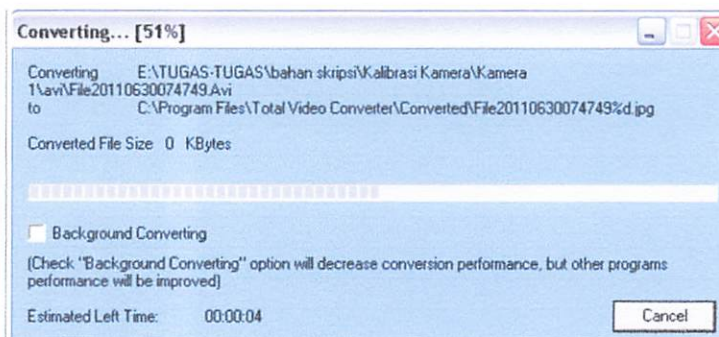 Converting... [51%]
Converting E:\TUGAS-TUGAS\bahan skripsi\Kalibrasi Kamera\Kamera
1\avi\File20110630074749.Avi
to C:\Program Files\Total Video Converter\Converted\File20110630074749%d.jpg
Converted File Size 0 KBytes
Background Converting
(Check "Background Converting" option will decrease conversion performance, but other programs
performance will be improved)
Estimated Left Time: 00:00:04
Cancel